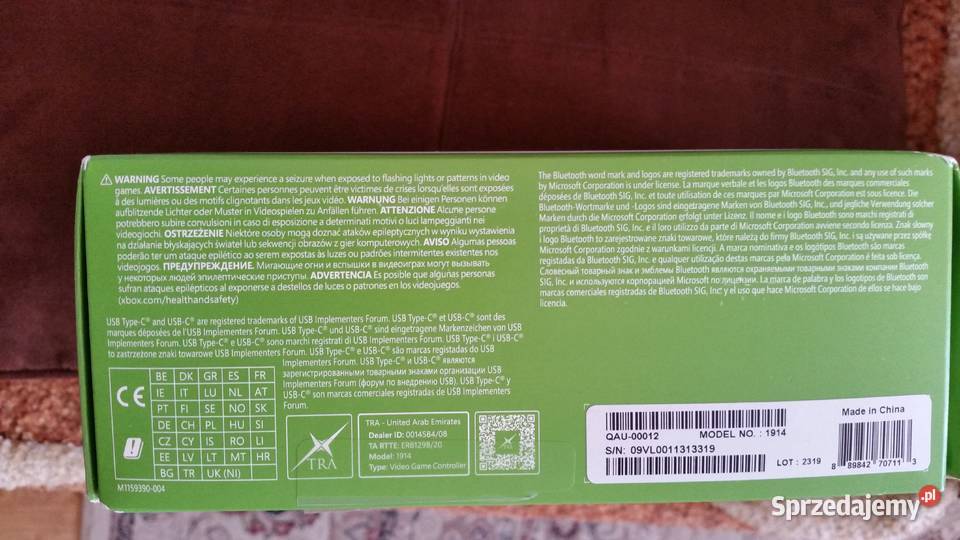 WARNING Some people may experience a seizure when exposed to flashing lights or patterns in video
games. AVERTISSEMENT Certaines personnes peuvent être victimes de crises lorsqu'elles sont exposées
à des lumières ou des motifs clignotants dans les jeux vidéo. WARNUNG Bei einigen Personen können
aufblitzende Lichter oder Muster in Videospielen zu Anfällen führen. ATTENZIONE Alcune persone
potrebbero subire convulsioni in caso di esposizione a determinati motivi o luci lampeggianti nei
videogiochi. OSTRZEŻENIE Niektóre osoby mogą doznać ataków epileptycznych w wyniku wystawienia
na działanie błyskających świateł lub sekwencji obrazów z gier komputerowych. AVISO Algumas pessoas
poderão ter um ataque epilético ao serem expostas às luzes ou padrões intermitentes existentes nos
videojogos. ПРЕДУПРЕЖДЕНИЕ. Мигающие огни и вспышки в видеоиграх могут вызывать
у некоторых людей эпилептические приступы. ADVERTENCIA Es posible que algunas personas
sufran ataques epilépticos al exponerse a destellos de luces o patrones en los videojuegos.
(xbox.com/healthandsafety)
USB Type-C® and USB-C® are registered trademarks of USB Implementers Forum. USB Type-C® et USB-C® sont des
marques déposées de l'USB Implementers Forum. USB Type-C® und USB-C® sind eingetragene Markenzeichen von USB
Implementers Forum. USB Type-C® e USB-C® sono marchi registrati di USB Implementers Forum. USB Type-C® i USB-C®
to zastrzeżone znaki towarowe USB Implementers Forum. USB Type-C® e USB-C® são marcas registadas do USB
Implementers Forum. USB Type-C® и USB-C® являются
зарегистрированными товарными знаками организации USB
Implementers Forum (форум по внедрению USB). USB Type-C® y
USB-C® son marcas comerciales registradas de USB Implementers
Forum.
CE
BE DK GR ES FR
IE IT LU NL AT
PT FI SE NO SK
DE CH PL HU SI
CZ CY IS RO LI
EE LV LT MT HR
BG TR UK(NI)
M1159390-004
TRA
TRA - United Arab Emirates
Dealer ID: 0014584/08
TA RTTE: ER81298/20
Model: 1914
Type: Video Game Controller
The Bluetooth word mark and logos are registered trademarks owned by Bluetooth SIG, Inc. and any use of such marks
by Microsoft Corporation is under license. La marque verbale et les logos Bluetooth des marques commerciales
déposées de Bluetooth SIG, Inc. et toute utilisation de ces marques par Microsoft Corporation est sous licence. Die
Bluetooth-Wortmarke und -Logos sind eingetragene Marken von Bluetooth SIG, Inc., und jegliche Verwendung solcher
Marken durch die Microsoft Corporation erfolgt unter Lizenz. Il nome e i logo Bluetooth sono marchi registrati di
proprietà di Bluetooth SIG, Inc. e il loro utilizzo da parte di Microsoft Corporation avviene secondo licenza. Znak słowny
i logo Bluetooth to zarejestrowane znaki towarowe, które należą do firmy Bluetooth SIG, Inc. i są używane przez spółkę
Microsoft Corporation zgodnie z warunkami licencji. A marca nominativa e os logótipos Bluetooth são marcas
registadas da Bluetooth SIG, Inc. e qualquer utilização destas marcas pela Microsoft Corporation é feita sob licença.
Словесный товарный знак и эмблемы Bluetooth являются охраняемыми товарными знаками компании Bluetooth
SIG, Inc. и используются корпорацией Microsoft по лицензии. La marca de palabra y los logotipos de Bluetooth son
marcas comerciales registradas de Bluetooth SIG, Inc. y el uso que hace Microsoft Corporation de ellos se hace bajo
licencia.
Made in China
QAU-00012 MODEL NO. : 1914
S/N: 09VL0011313319
LOT : 2319
8 89842 70711 3
Sprzedajemy.pl